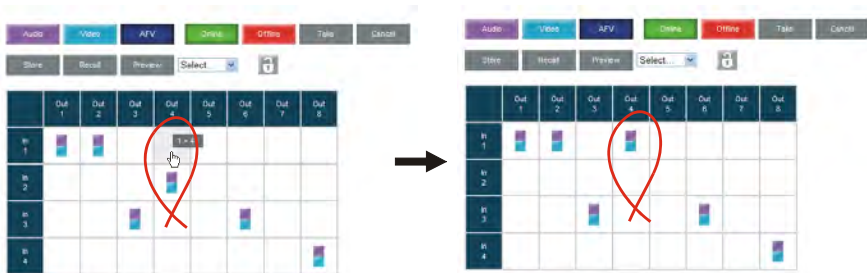 Audio Video AFV Online Offline Take Cancel
Store Recall Preview Select...
Out 1 Out 2 Out 3 Out 4 Out 5 Out 6 Out 7 Out 8
In 1
1 > 4
In 2
In 3
In 4
Audio Video AFV Online Offline Take Cancel
Store Recall Preview Select...
Out 1 Out 2 Out 3 Out 4 Out 5 Out 6 Out 7 Out 8
In 1
In 2
In 3
In 4